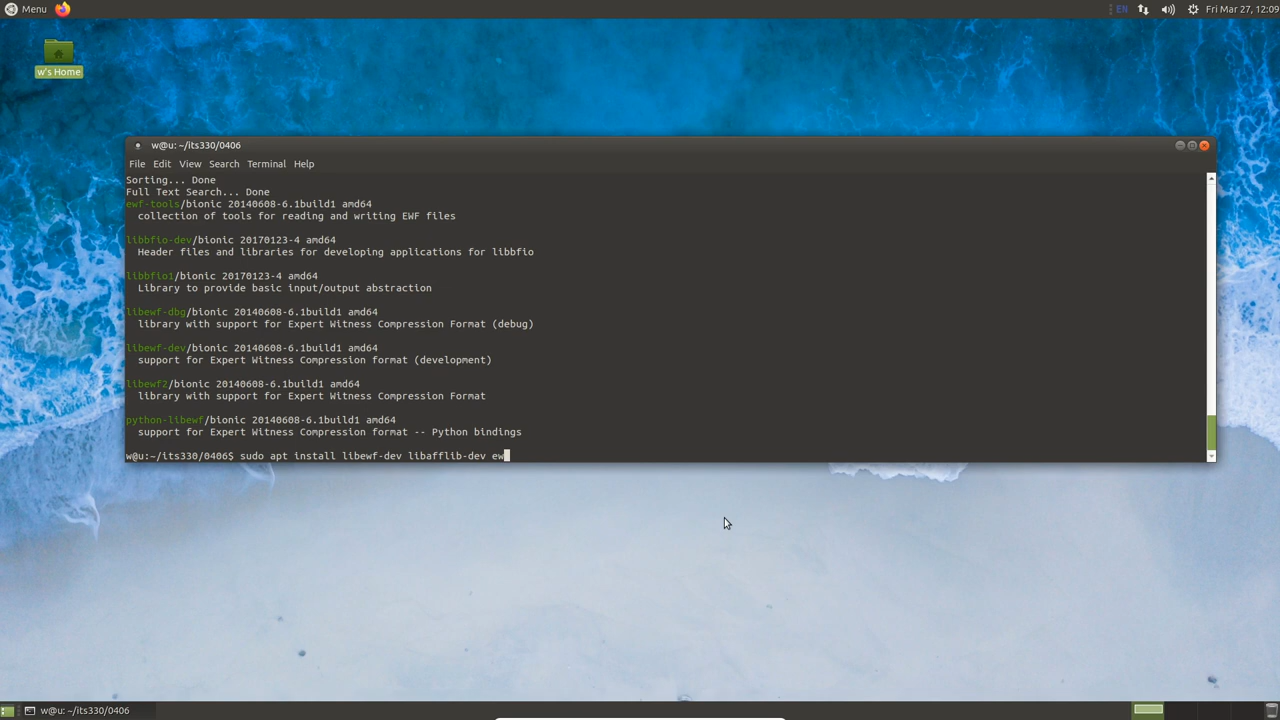 Menu
EN
Fri Mar 27, 12:09
w's Home
w@u: ~/its330/0406
File Edit View Search Terminal Help
Sorting... Done
Full Text Search... Done
ewf-tools/bionic 20140608-6.1build1 amd64
collection of tools for reading and writing EWF files
libbfio-dev/bionic 20170123-4 amd64
Header files and libraries for developing applications for libbfio
libbfio1/bionic 20170123-4 amd64
Library to provide basic input/output abstraction
libewf-dbg/bionic 20140608-6.1build1 amd64
library with support for Expert Witness Compression Format (debug)
libewf-dev/bionic 20140608-6.1build1 amd64
support for Expert Witness Compression format (development)
libewf2/bionic 20140608-6.1build1 amd64
library with support for Expert Witness Compression Format
python-libewf/bionic 20140608-6.1build1 amd64
support for Expert Witness Compression format -- Python bindings
w@u:~/its330/0406$ sudo apt install libewf-dev libafflib-dev ew
w@u: ~/its330/0406